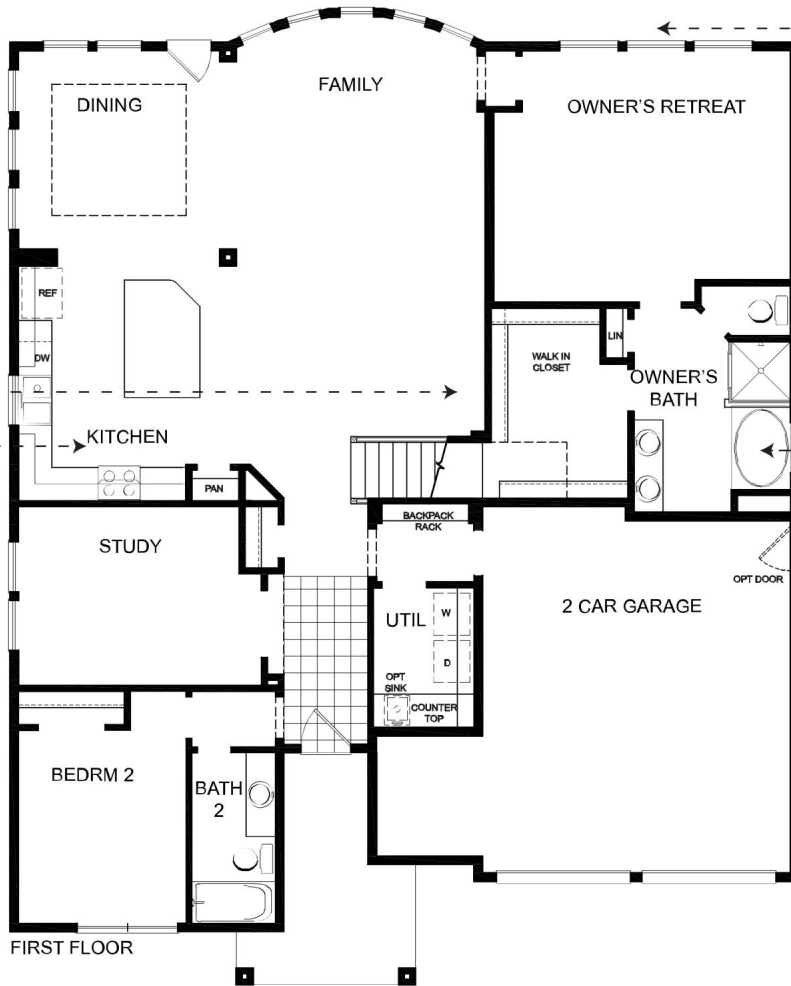 FAMILY
DINING
OWNER'S RETREAT
REF
LIN
DW
WALK IN
CLOSET
OWNER'S
BATH
KITCHEN
PAN
BACKPACK
RACK
STUDY
OPT DOOR
2 CAR GARAGE
UTIL
W
D
OPT
SINK
COUNTER
TOP
BEDRM 2
BATH
2
FIRST FLOOR